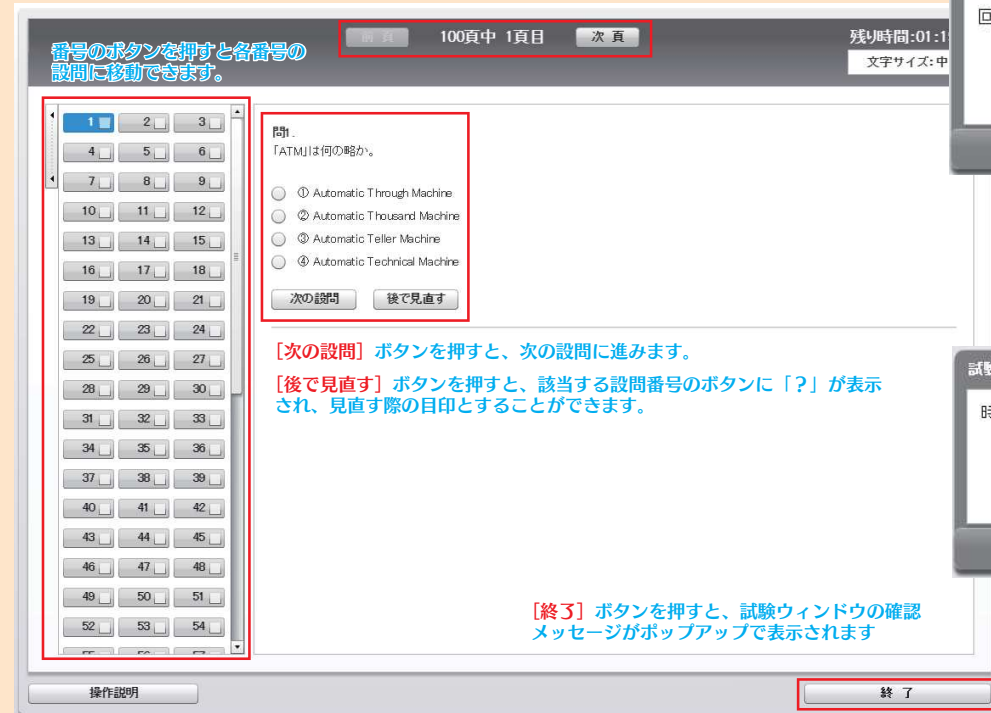 前 頁 100頁中 1頁目 次 頁
残り時間:01:1
文字サイズ: 中
番号のボタンを押すと各番号の
設問に移動できます。
1 2 3
4 5 6
7 8 9
10 11 12
13 14 15
16 17 18
19 20 21
22 23 24
25 26 27
28 29 30
31 32 33
34 35 36
37 38 39
40 41 42
43 44 45
46 47 48
49 50 51
52 53 54
問1.
「ATM」は何の略か。
① Automatic Through Machine
② Automatic Thousand Machine
③ Automatic Teller Machine
④ Automatic Technical Machine
次の設問 後で見直す
[次の設問] ボタンを押すと、次の設問に進みます。
[後で見直す] ボタンを押すと、該当する設問番号のボタンに「?」が表示
され、見直す際の目印とすることができます。
[終了] ボタンを押すと、試験ウィンドウの確認
メッセージがポップアップで表示されます
操作説明
終 了